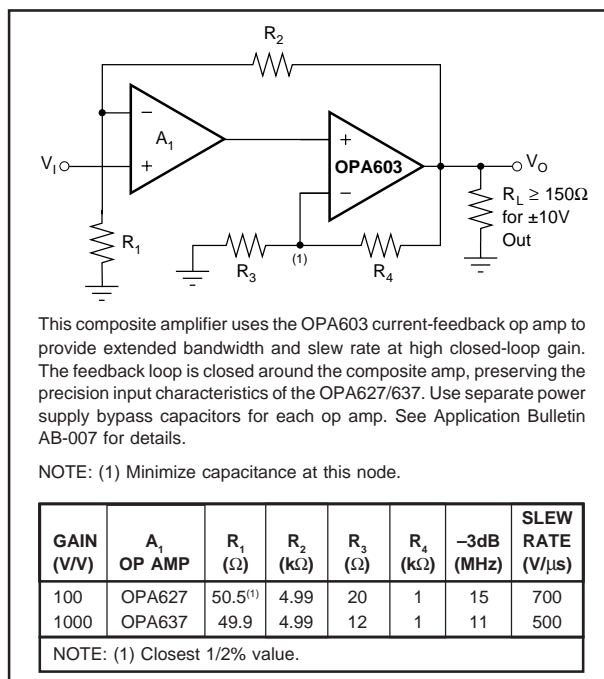 R2
A1
OPA603
VI
VO
RL ≥ 150Ω
for ±10V
Out
R1
R3
(1)
R4
− + + −
This composite amplifier uses the OPA603 current-feedback op amp to
provide extended bandwidth and slew rate at high closed-loop gain.
The feedback loop is closed around the composite amp, preserving the
precision input characteristics of the OPA627/637. Use separate power
supply bypass capacitors for each op amp. See Application Bulletin
AB-007 for details.
NOTE: (1) Minimize capacitance at this node.
GAIN (V/V) A1 OP AMP R1 (Ω) R2 (kΩ) R3 (Ω) R4 (kΩ) –3dB (MHz) SLEW RATE (V/µs)
100 OPA627 50.5(1) 4.99 20 1 15 700
1000 OPA637 49.9 4.99 12 1 11 500
NOTE: (1) Closest 1/2% value.